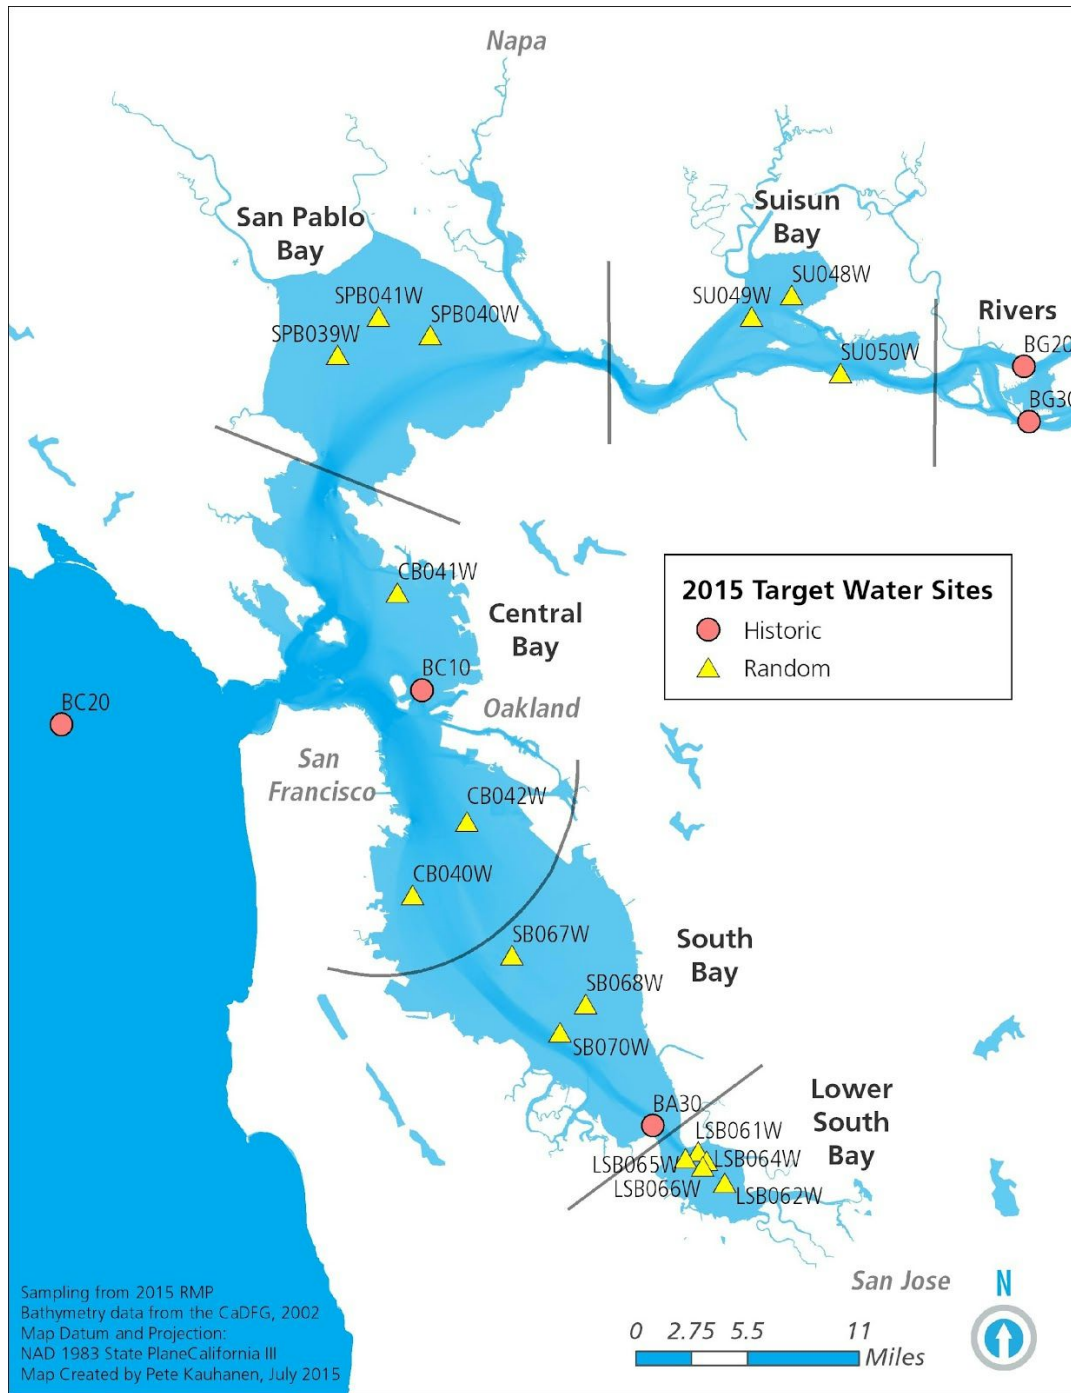 Napa
San Pablo
Bay
Suisun
Bay
SPB041W
SPB040W
SPB039W
SU048W
SU049W
SU050W
Rivers
BG20
BG30
CB041W
Central
Bay
BC10
BC20
Oakland
San
Francisco
2015 Target Water Sites
Historic
Random
CB042W
CB040W
SB067W
South
Bay
SB068W
SB070W
BA30
Lower
South
Bay
LSB061W
LSB065W
LSB064W
LSB066W
LSB062W
San Jose
N
0 2.75 5.5 11
Miles
Sampling from 2015 RMP
Bathymetry data from the CaDFG, 2002
Map Datum and Projection:
NAD 1983 State PlaneCalifornia III
Map Created by Pete Kauhanen, July 2015